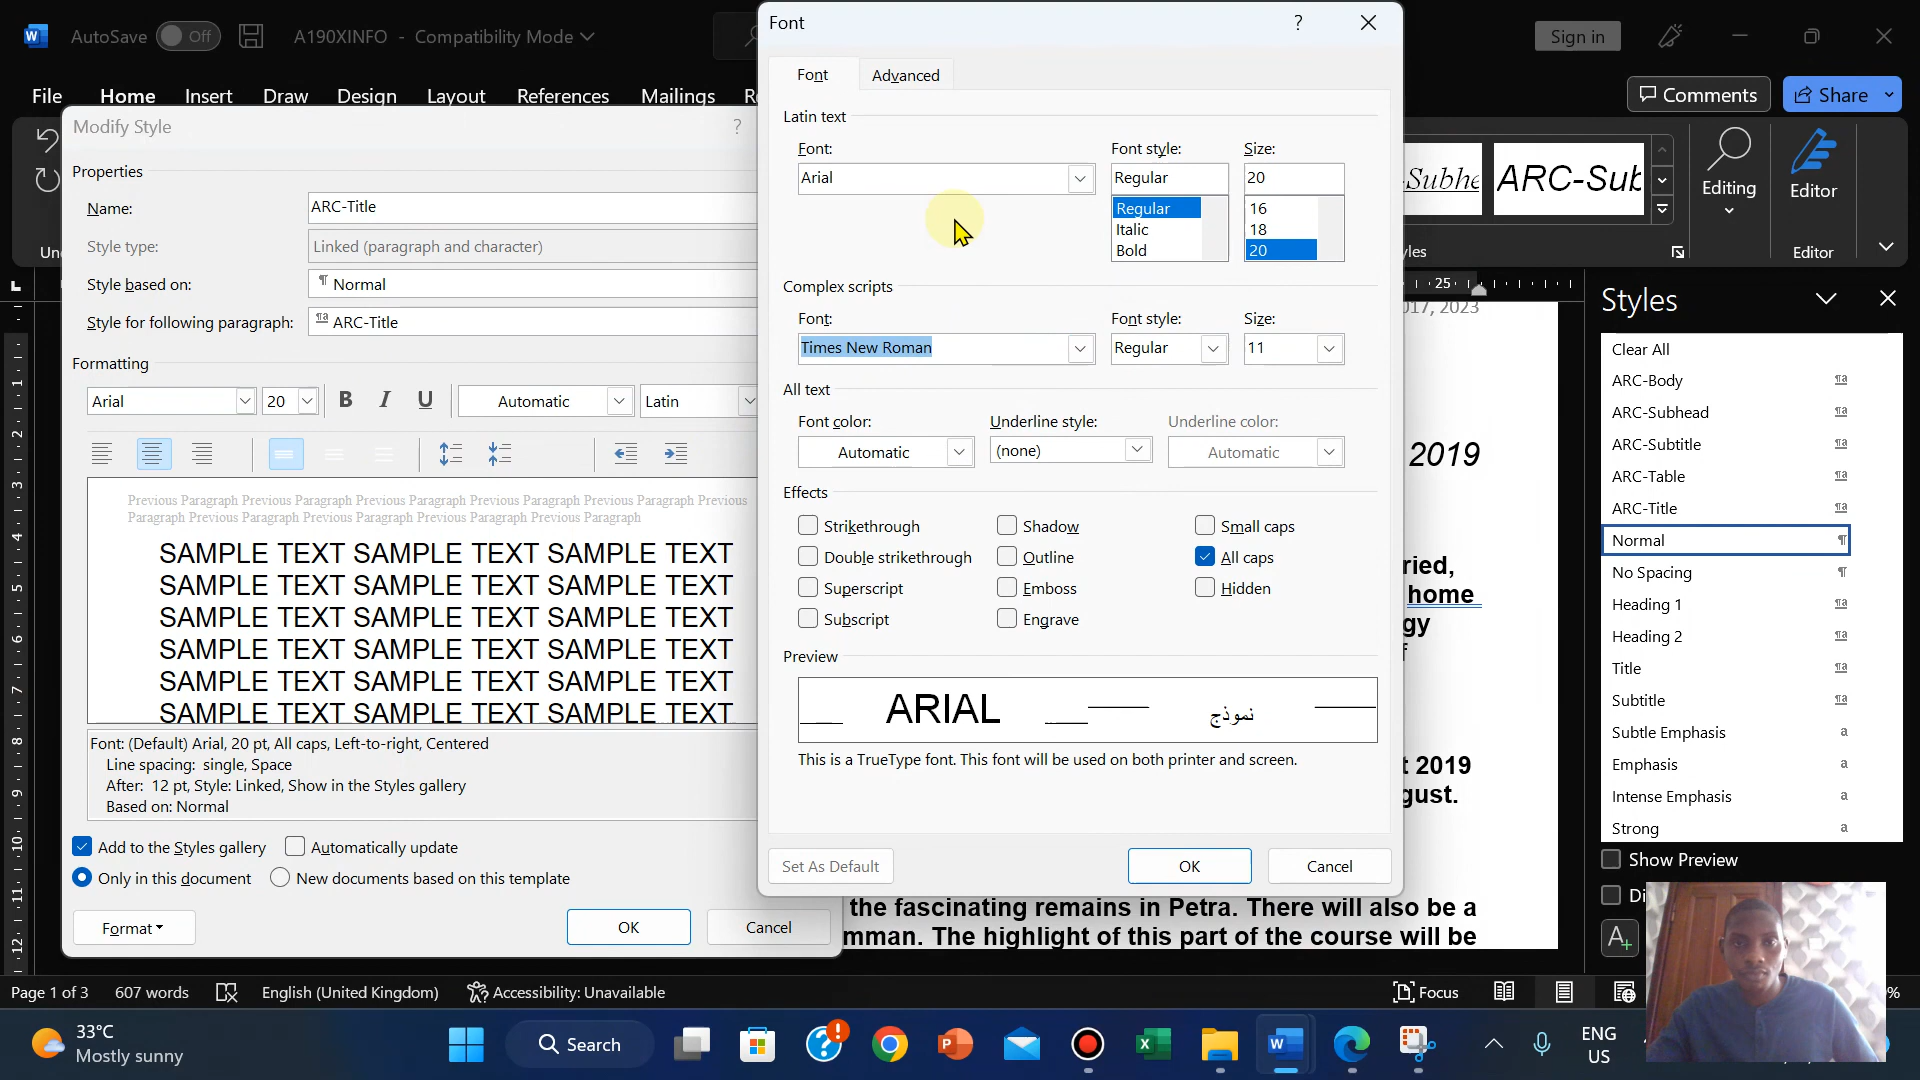 AutoSave Off A190XINFO - Compatibility Mode
Sign in
File Home Insert Draw Design Layout References Mailings
Comments Share
Editing
Editor
ARC-Sub
Editor
Modify Style ?
Properties
Name: ARC-Title
Style type: Linked (paragraph and character)
Style based on: ¶ Normal
Style for following paragraph: ¶a ARC-Title
Formatting
Arial 20 B I U Automatic Latin
Previous Paragraph Previous Paragraph Previous Paragraph Previous Paragraph Previous Paragraph Previous
Paragraph Previous Paragraph Previous Paragraph Previous Paragraph Previous Paragraph
SAMPLE TEXT SAMPLE TEXT SAMPLE TEXT
SAMPLE TEXT SAMPLE TEXT SAMPLE TEXT
SAMPLE TEXT SAMPLE TEXT SAMPLE TEXT
SAMPLE TEXT SAMPLE TEXT SAMPLE TEXT
SAMPLE TEXT SAMPLE TEXT SAMPLE TEXT
SAMPLE TEXT SAMPLE TEXT SAMPLE TEXT
Font: (Default) Arial, 20 pt, All caps, Left-to-right, Centered
Line spacing: single, Space
After: 12 pt, Style: Linked, Show in the Styles gallery
Based on: Normal
Add to the Styles gallery Automatically update
Only in this document New documents based on this template
Format OK Cancel
Font ?
Font Advanced
Latin text
Font: Font style: Size:
Arial Regular 20
Regular 16
Italic 18
Bold 20
Complex scripts
Font: Font style: Size:
Times New Roman Regular 11
All text
Font color: Underline style: Underline color:
Automatic (none) Automatic
Effects
Strikethrough Shadow Small caps
Double strikethrough Outline All caps
Superscript Emboss Hidden
Subscript Engrave
Preview
ARIAL نموذج
This is a TrueType font. This font will be used on both printer and screen.
Set As Default OK Cancel
25
2023
2019
ried,
home
gy
2019
gust.
the fascinating remains in Petra. There will also be a
mman. The highlight of this part of the course will be
Styles
Clear All
ARC-Body ¶a
ARC-Subhead ¶a
ARC-Subtitle ¶a
ARC-Table ¶a
ARC-Title ¶a
Normal ¶
No Spacing ¶
Heading 1 ¶a
Heading 2 ¶a
Title ¶a
Subtitle ¶a
Subtle Emphasis a
Emphasis a
Intense Emphasis a
Strong a
Show Preview
Page 1 of 3 607 words English (United Kingdom) Accessibility: Unavailable Focus
33°C
Mostly sunny
Search
ENG
US